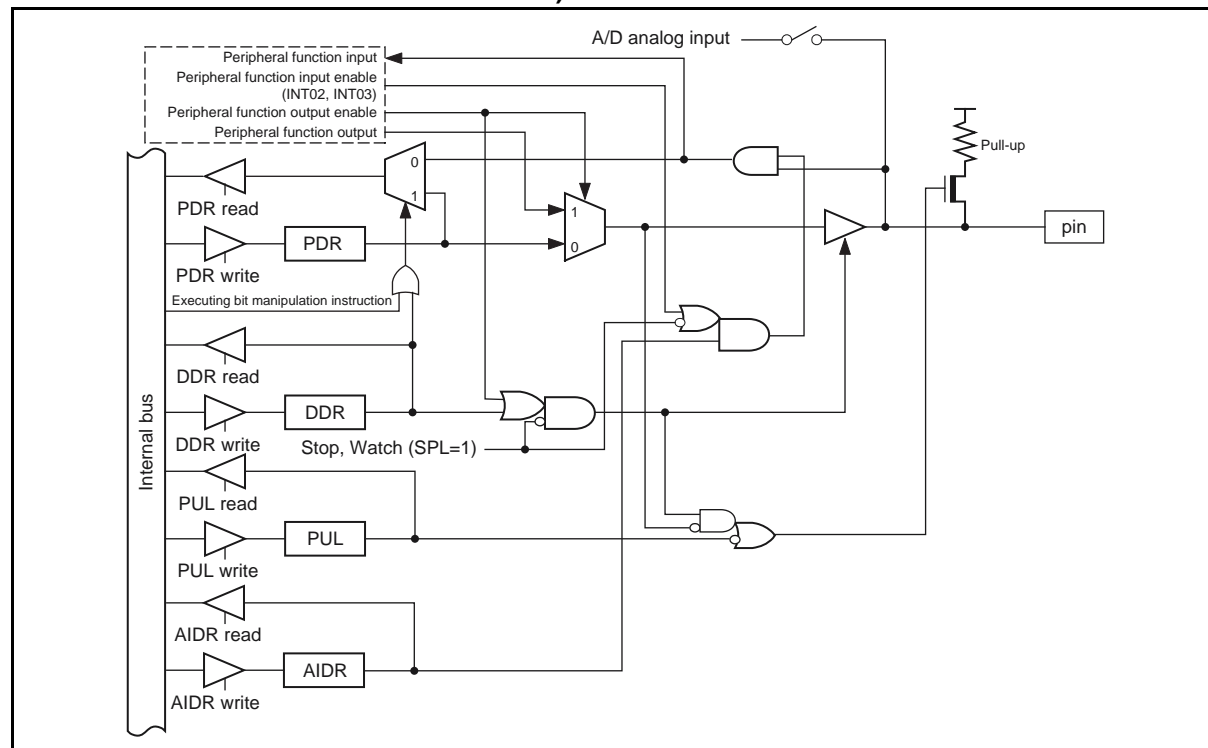 A/D analog input
Peripheral function input
Peripheral function input enable
(INT02, INT03)
Peripheral function output enable
Peripheral function output
Pull-up
0
1
PDR read
1
0
pin
PDR
PDR write
Executing bit manipulation instruction
DDR read
DDR
DDR write
Stop, Watch (SPL=1)
Internal bus
PUL read
PUL
PUL write
AIDR read
AIDR
AIDR write